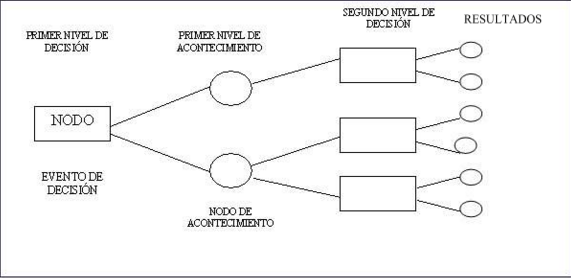 PRIMER NIVEL DE
DECISIÓN
PRIMER NIVEL DE
ACONTECIMIENTO
SEGUNDO NIVEL DE
DECISIÓN
RESULTADOS
NODO
EVENTO DE
DECISIÓN
NODO DE
ACONTECIMIENTO